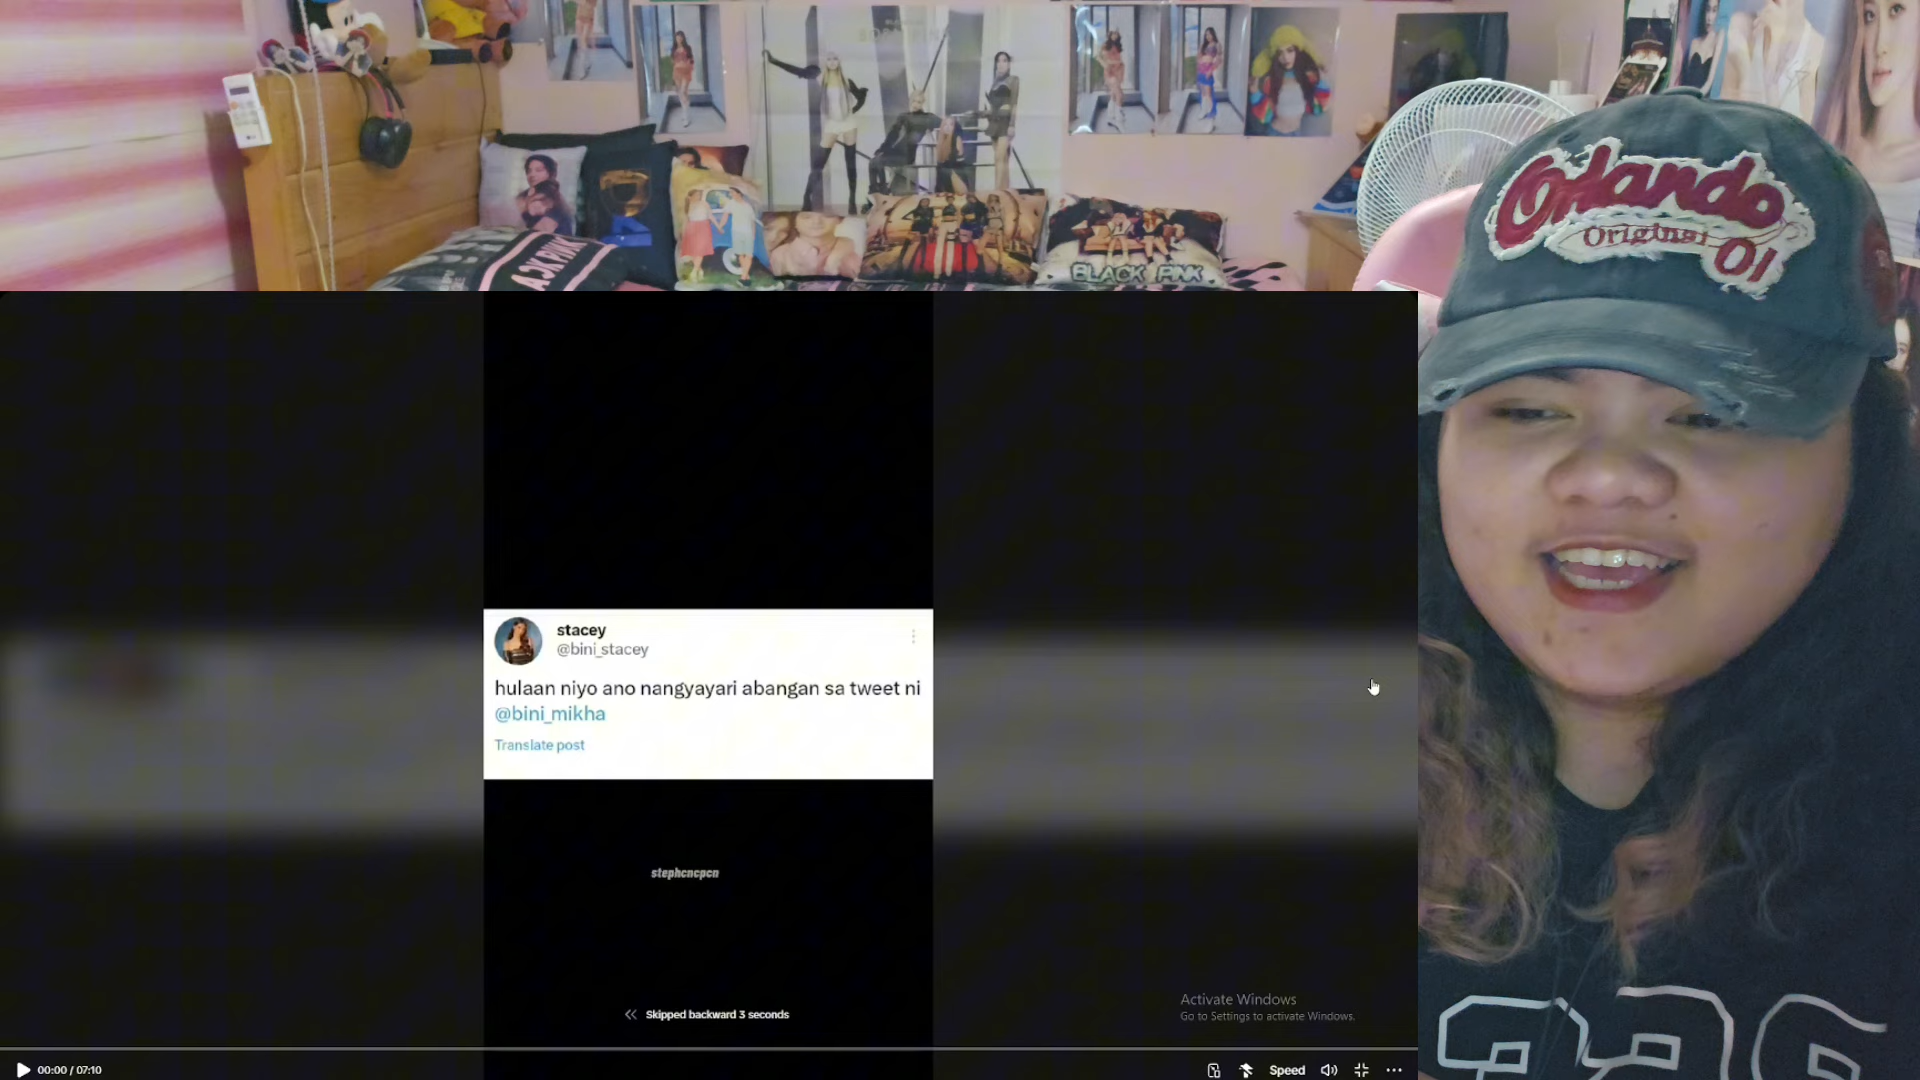 Orlando
Original
01
BLACK PINK
stacey
@bini_stacey
hulaan niyo ano nangyayari abangan sa tweet ni
@bini_mikha
Translate post
stephcncpcn
Skipped backward 3 seconds
Activate Windows
Go to Settings to activate Windows.
00:00 / 07:10
Speed